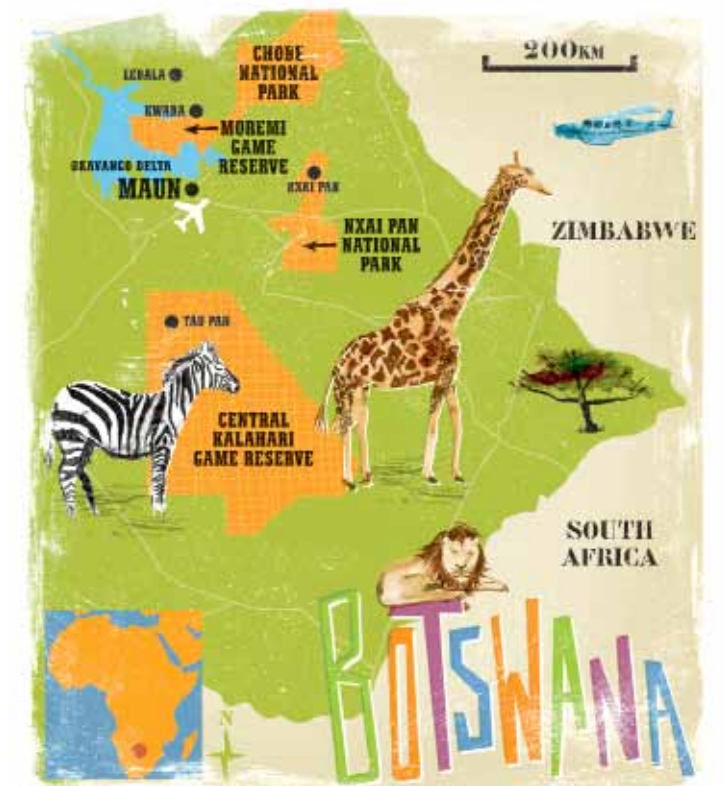 CHOBE
NATIONAL
PARK
200KM
LEBALA
KWARA
MOREMI
GAME
RESERVE
OKAVANGO DELTA
MAUN
NXAI PAN
NXAI PAN
NATIONAL
PARK
ZIMBABWE
TAU PAN
CENTRAL
KALAHARI
GAME RESERVE
SOUTH
AFRICA
BOTSWANA
N